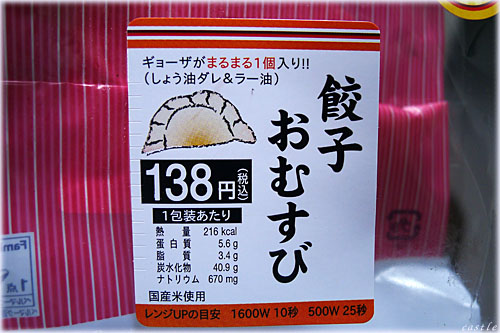 ギョーザがまるまる1個入り!!
(しょう油ダレ&ラー油)
餃子
おむすび
138円(税込)
1包装あたり
熱量 216 kcal
蛋白質 5.6 g
脂質 3.4 g
炭水化物 40.9 g
ナトリウム 670 mg
国産米使用
レンジUPの目安 1600W 10秒 500W 25秒
Fam
castle